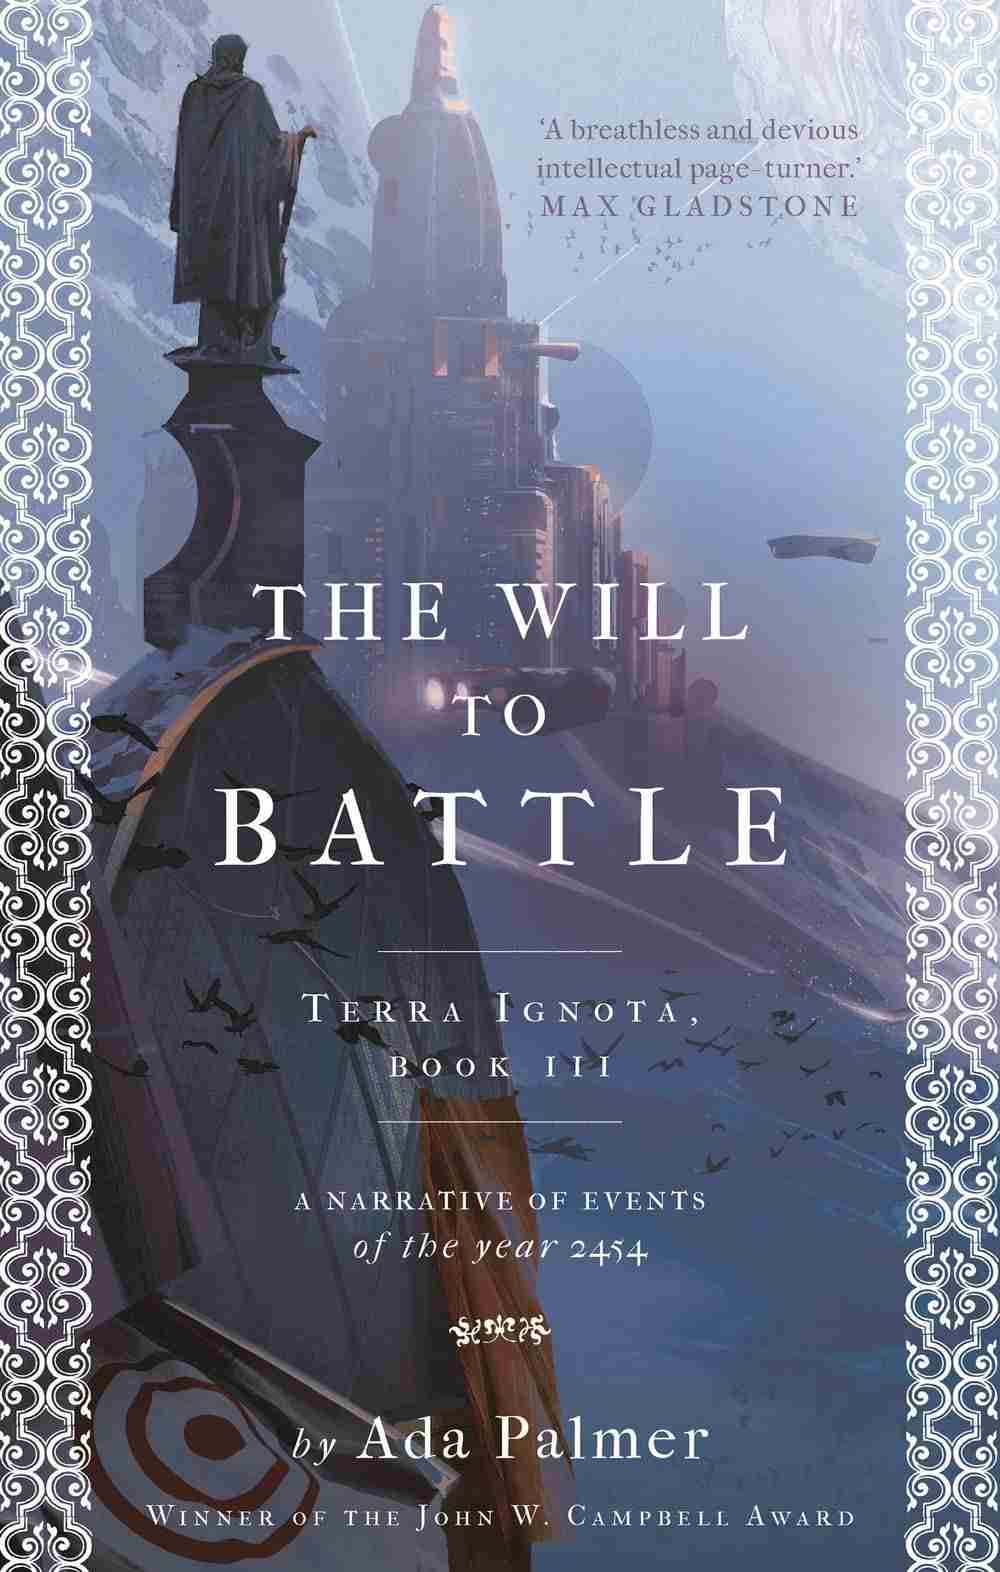 ‘A breathless and devious
intellectual page-turner.’
MAX GLADSTONE
THE WILL
TO
BATTLE
TERRA IGNOTA,
BOOK III
A NARRATIVE OF EVENTS
of the year 2454
by Ada Palmer
WINNER OF THE JOHN W. CAMPBELL AWARD